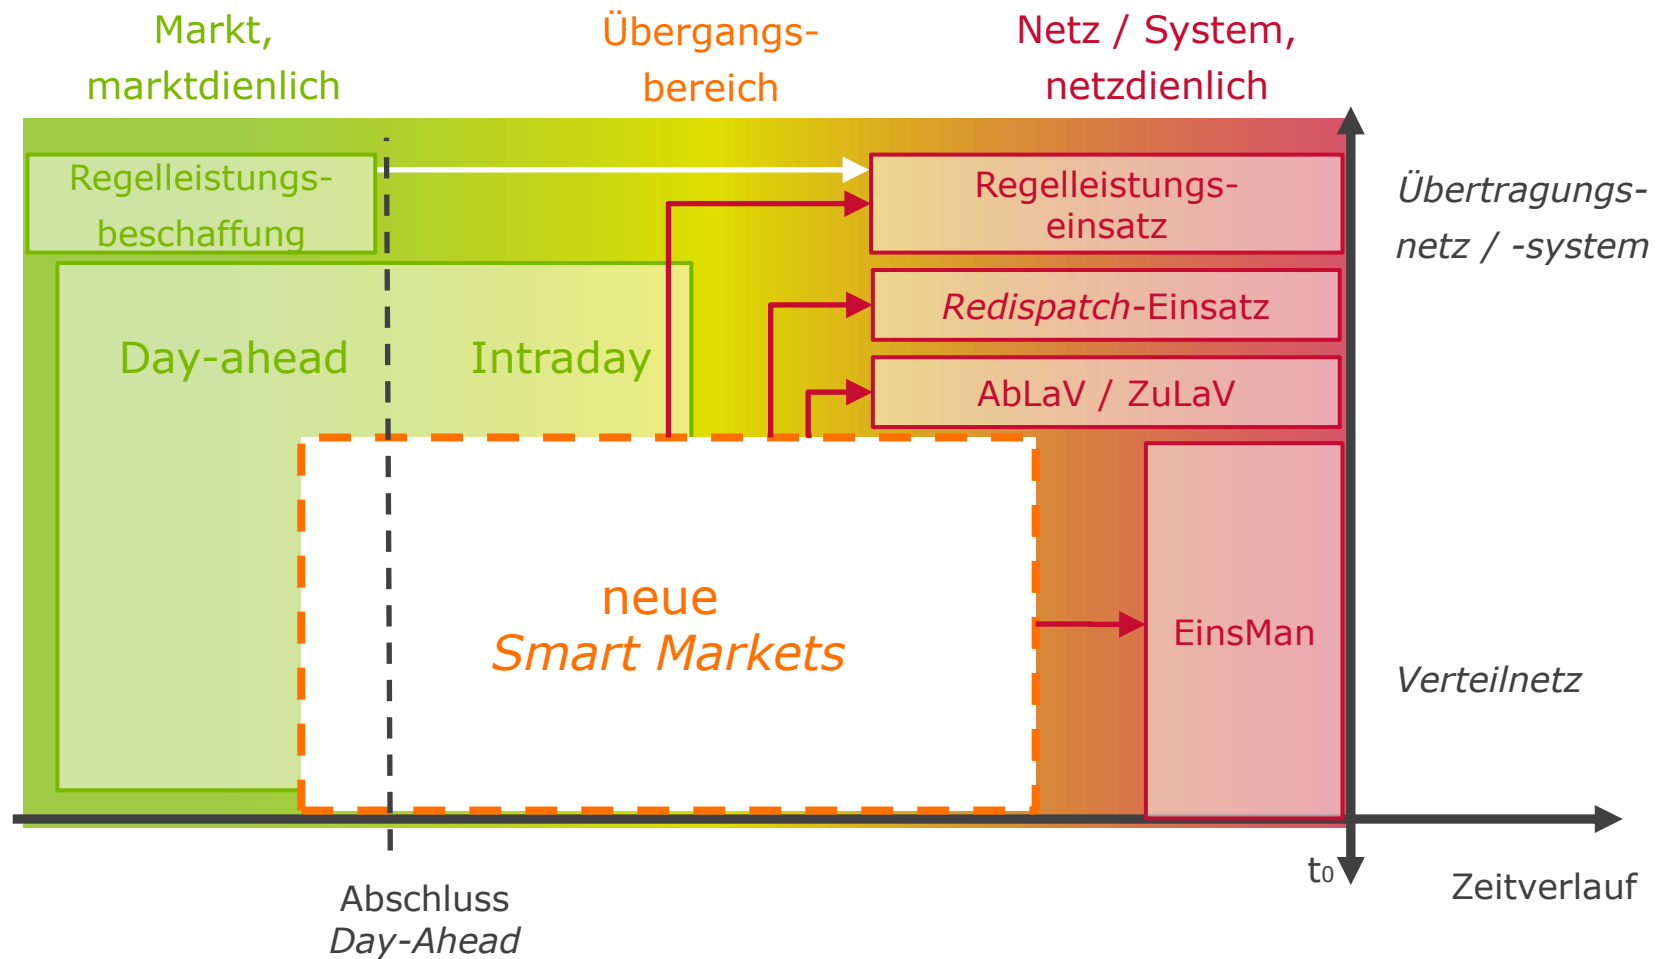 Markt,
marktdienlich
Übergangs-
bereich
Netz / System,
netzdienlich
Regelleistungs-
beschaffung
Regelleistungs-
einsatz
Übertragungs-
netz / -system
Redispatch-Einsatz
Day-ahead
Intraday
AbLaV / ZuLaV
neue
Smart Markets
EinsMan
Verteilnetz
t0
Zeitverlauf
Abschluss
Day-Ahead